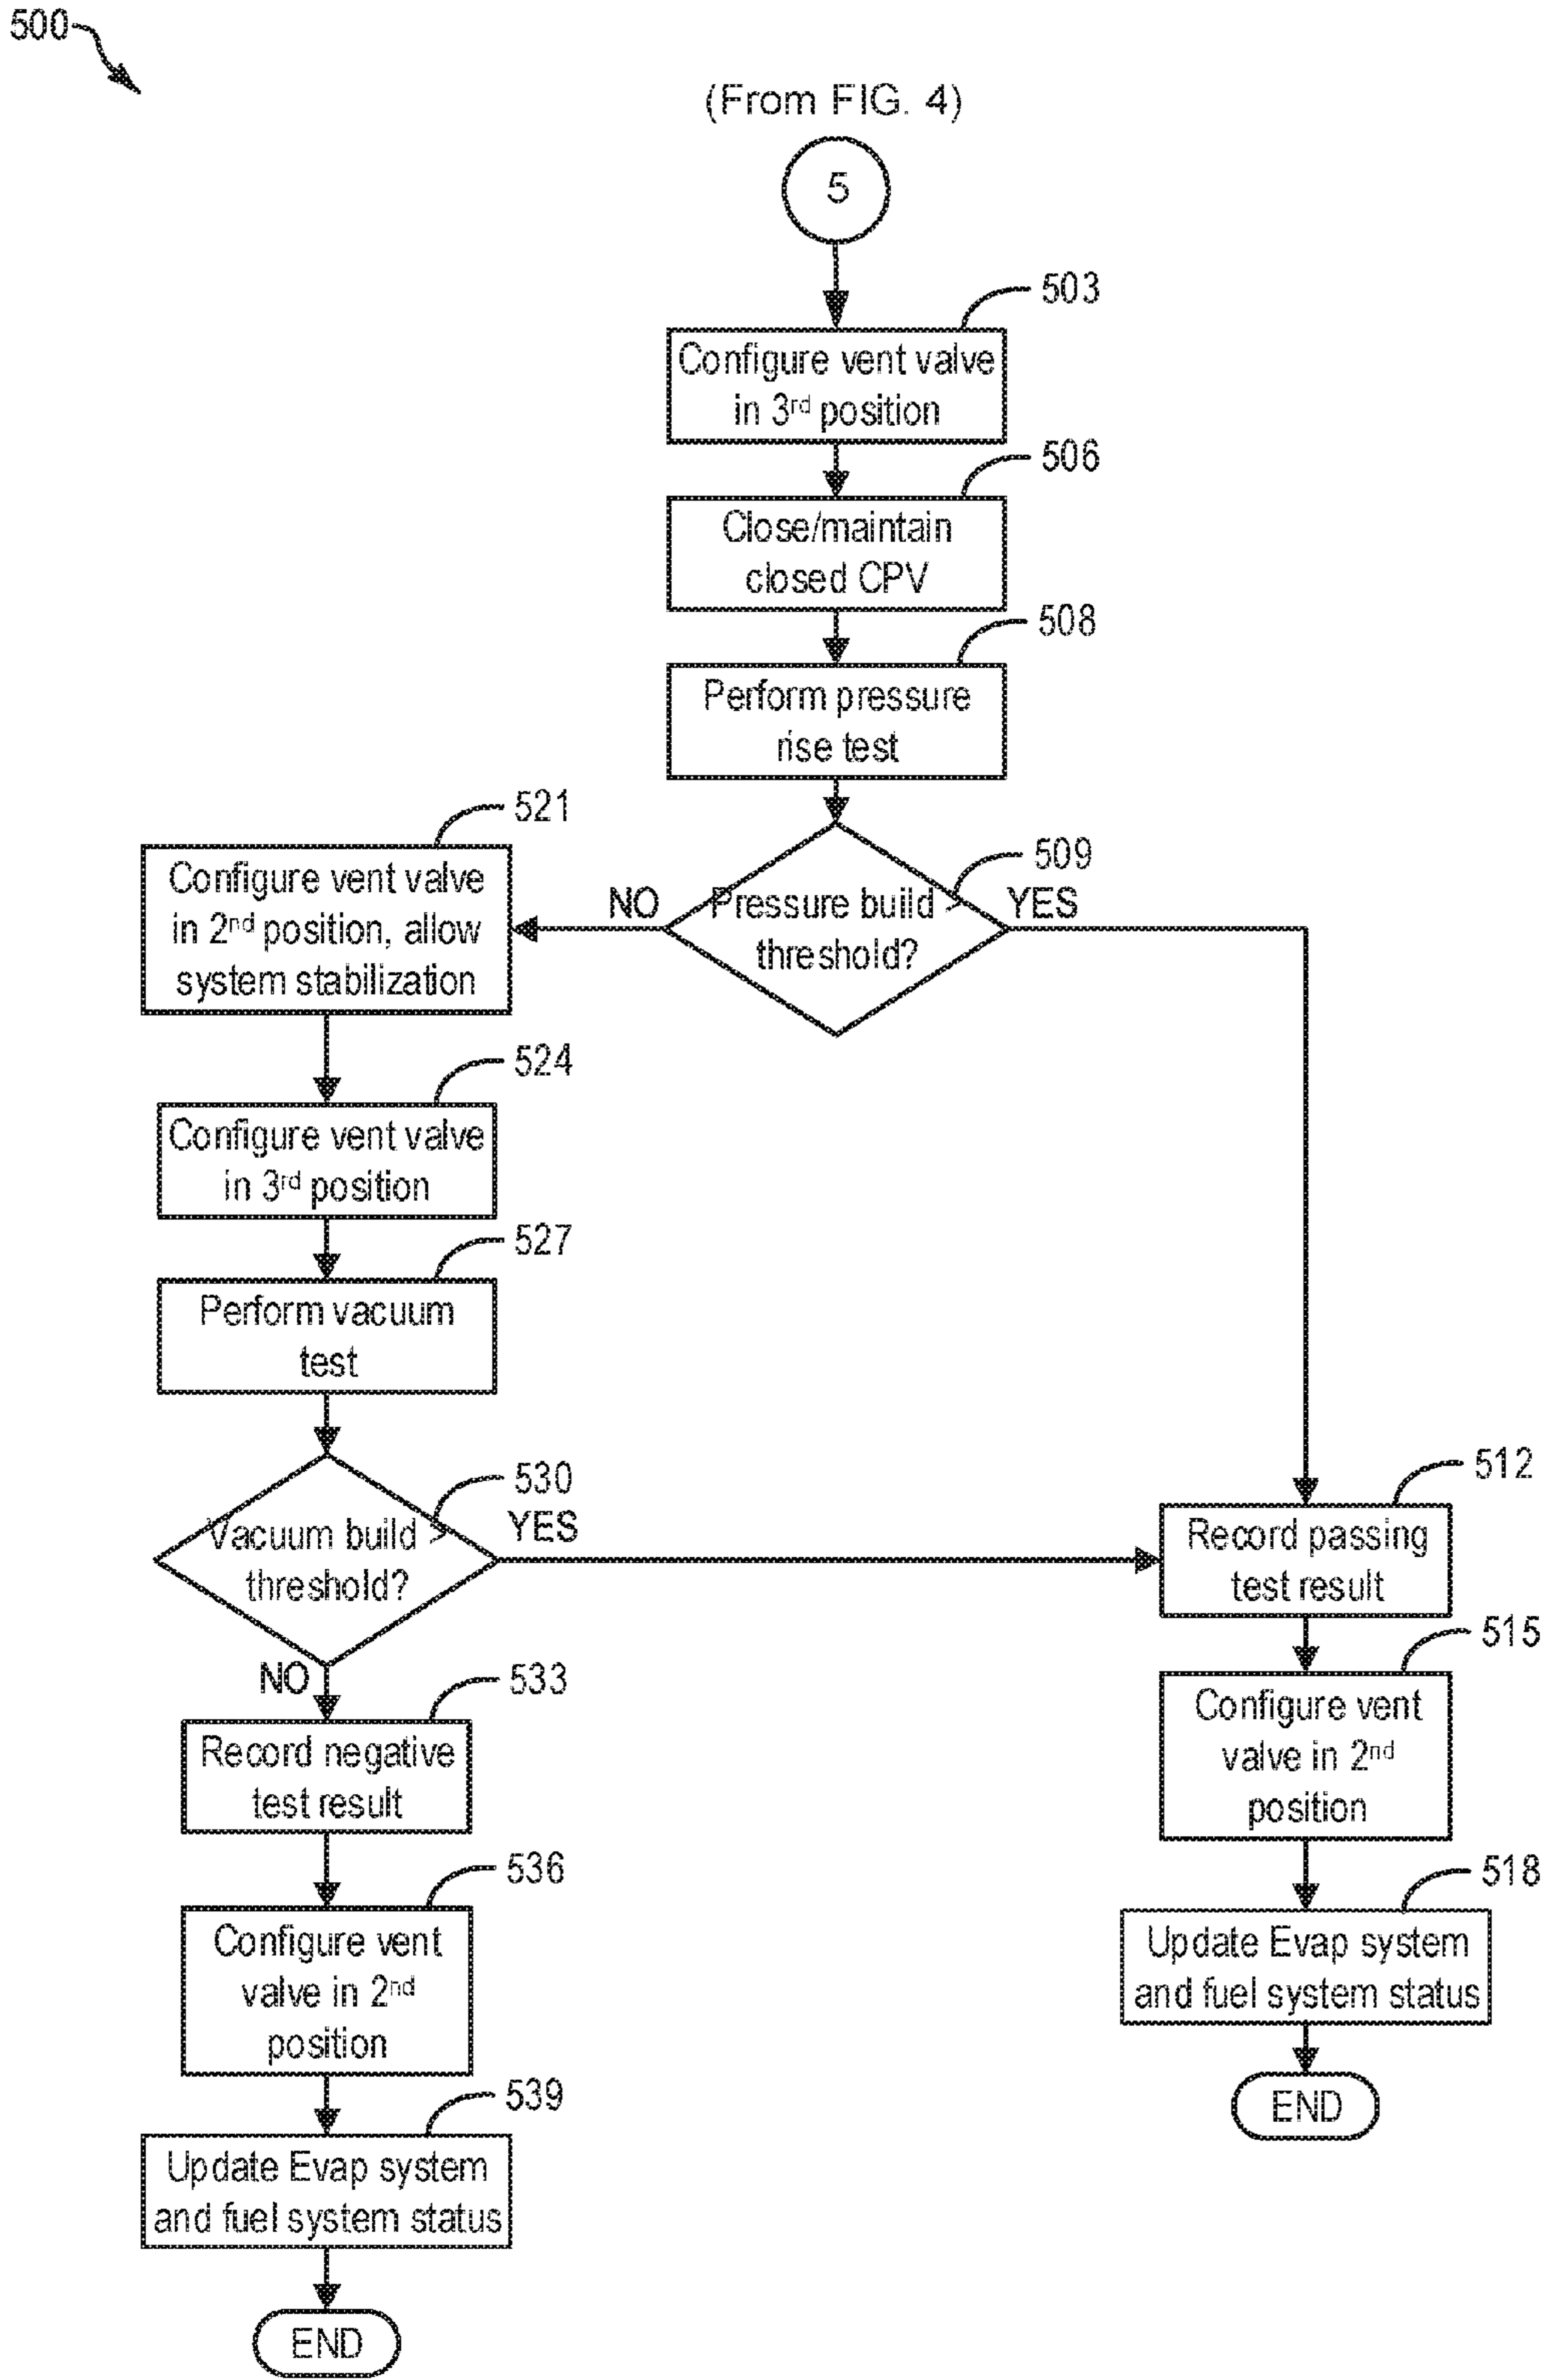 500
(From FIG. 4)
5
503
Configure vent valve
in 3rd position
506
Close/maintain
closed CPV
508
Perform pressure
rise test
509
Pressure build >
threshold?
NO
YES
521
Configure vent valve
in 2nd position, allow
system stabilization
524
Configure vent valve
in 3rd position
527
Perform vacuum
test
530
Vacuum build >
threshold?
YES
NO
512
Record passing
test result
515
Configure vent
valve in 2nd
position
518
Update Evap system
and fuel system status
END
533
Record negative
test result
536
Configure vent
valve in 2nd
position
539
Update Evap system
and fuel system status
END